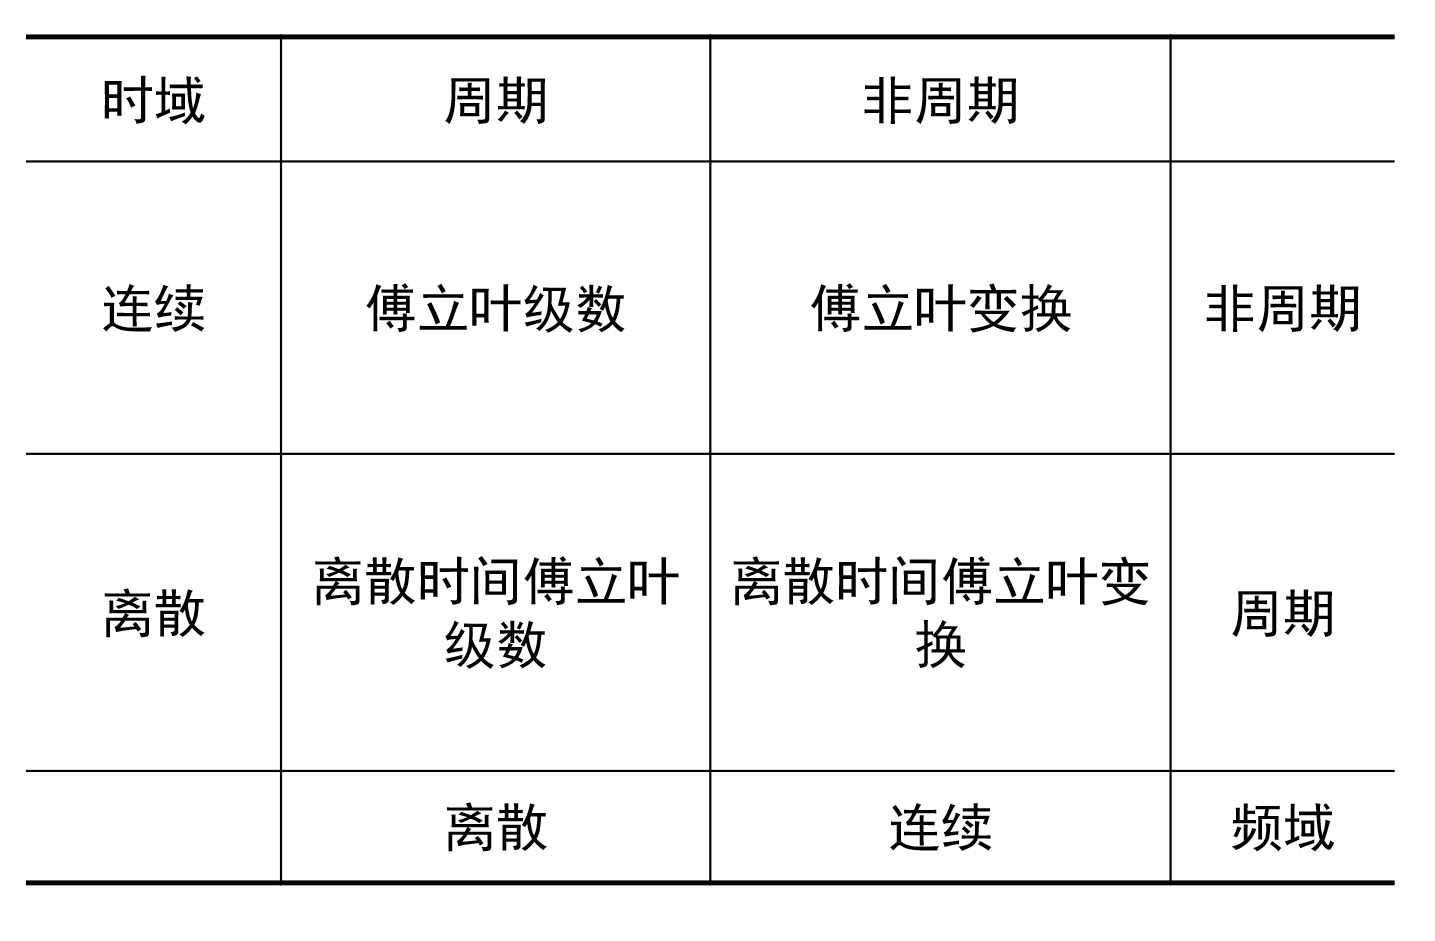 时域
周期
非周期
连续
傅立叶级数
傅立叶变换
非周期
离散
离散时间傅立叶
级数
离散时间傅立叶变
换
周期
离散
连续
频域